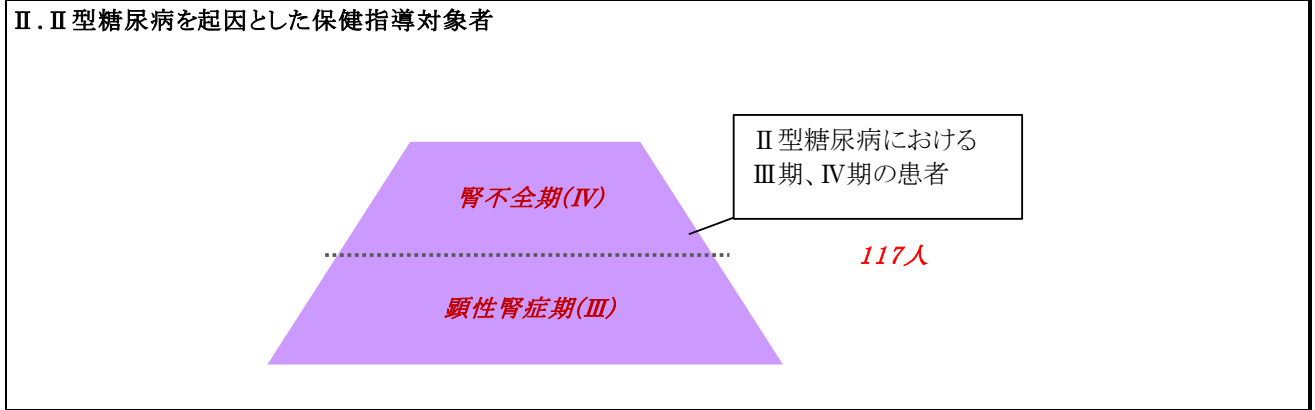 Ⅱ.Ⅱ型糖尿病を起因とした保健指導対象者
Ⅱ型糖尿病における
Ⅲ期、Ⅳ期の患者
腎不全期(Ⅳ)
117人
顕性腎症期(Ⅲ)